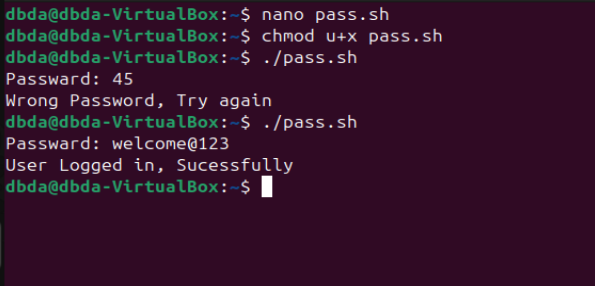 dbda@dbda-VirtualBox:~$ nano pass.sh
dbda@dbda-VirtualBox:~$ chmod u+x pass.sh
dbda@dbda-VirtualBox:~$ ./pass.sh
Passward: 45
Wrong Password, Try again
dbda@dbda-VirtualBox:~$ ./pass.sh
Passward: welcome@123
User Logged in, Sucessfully
dbda@dbda-VirtualBox:~$